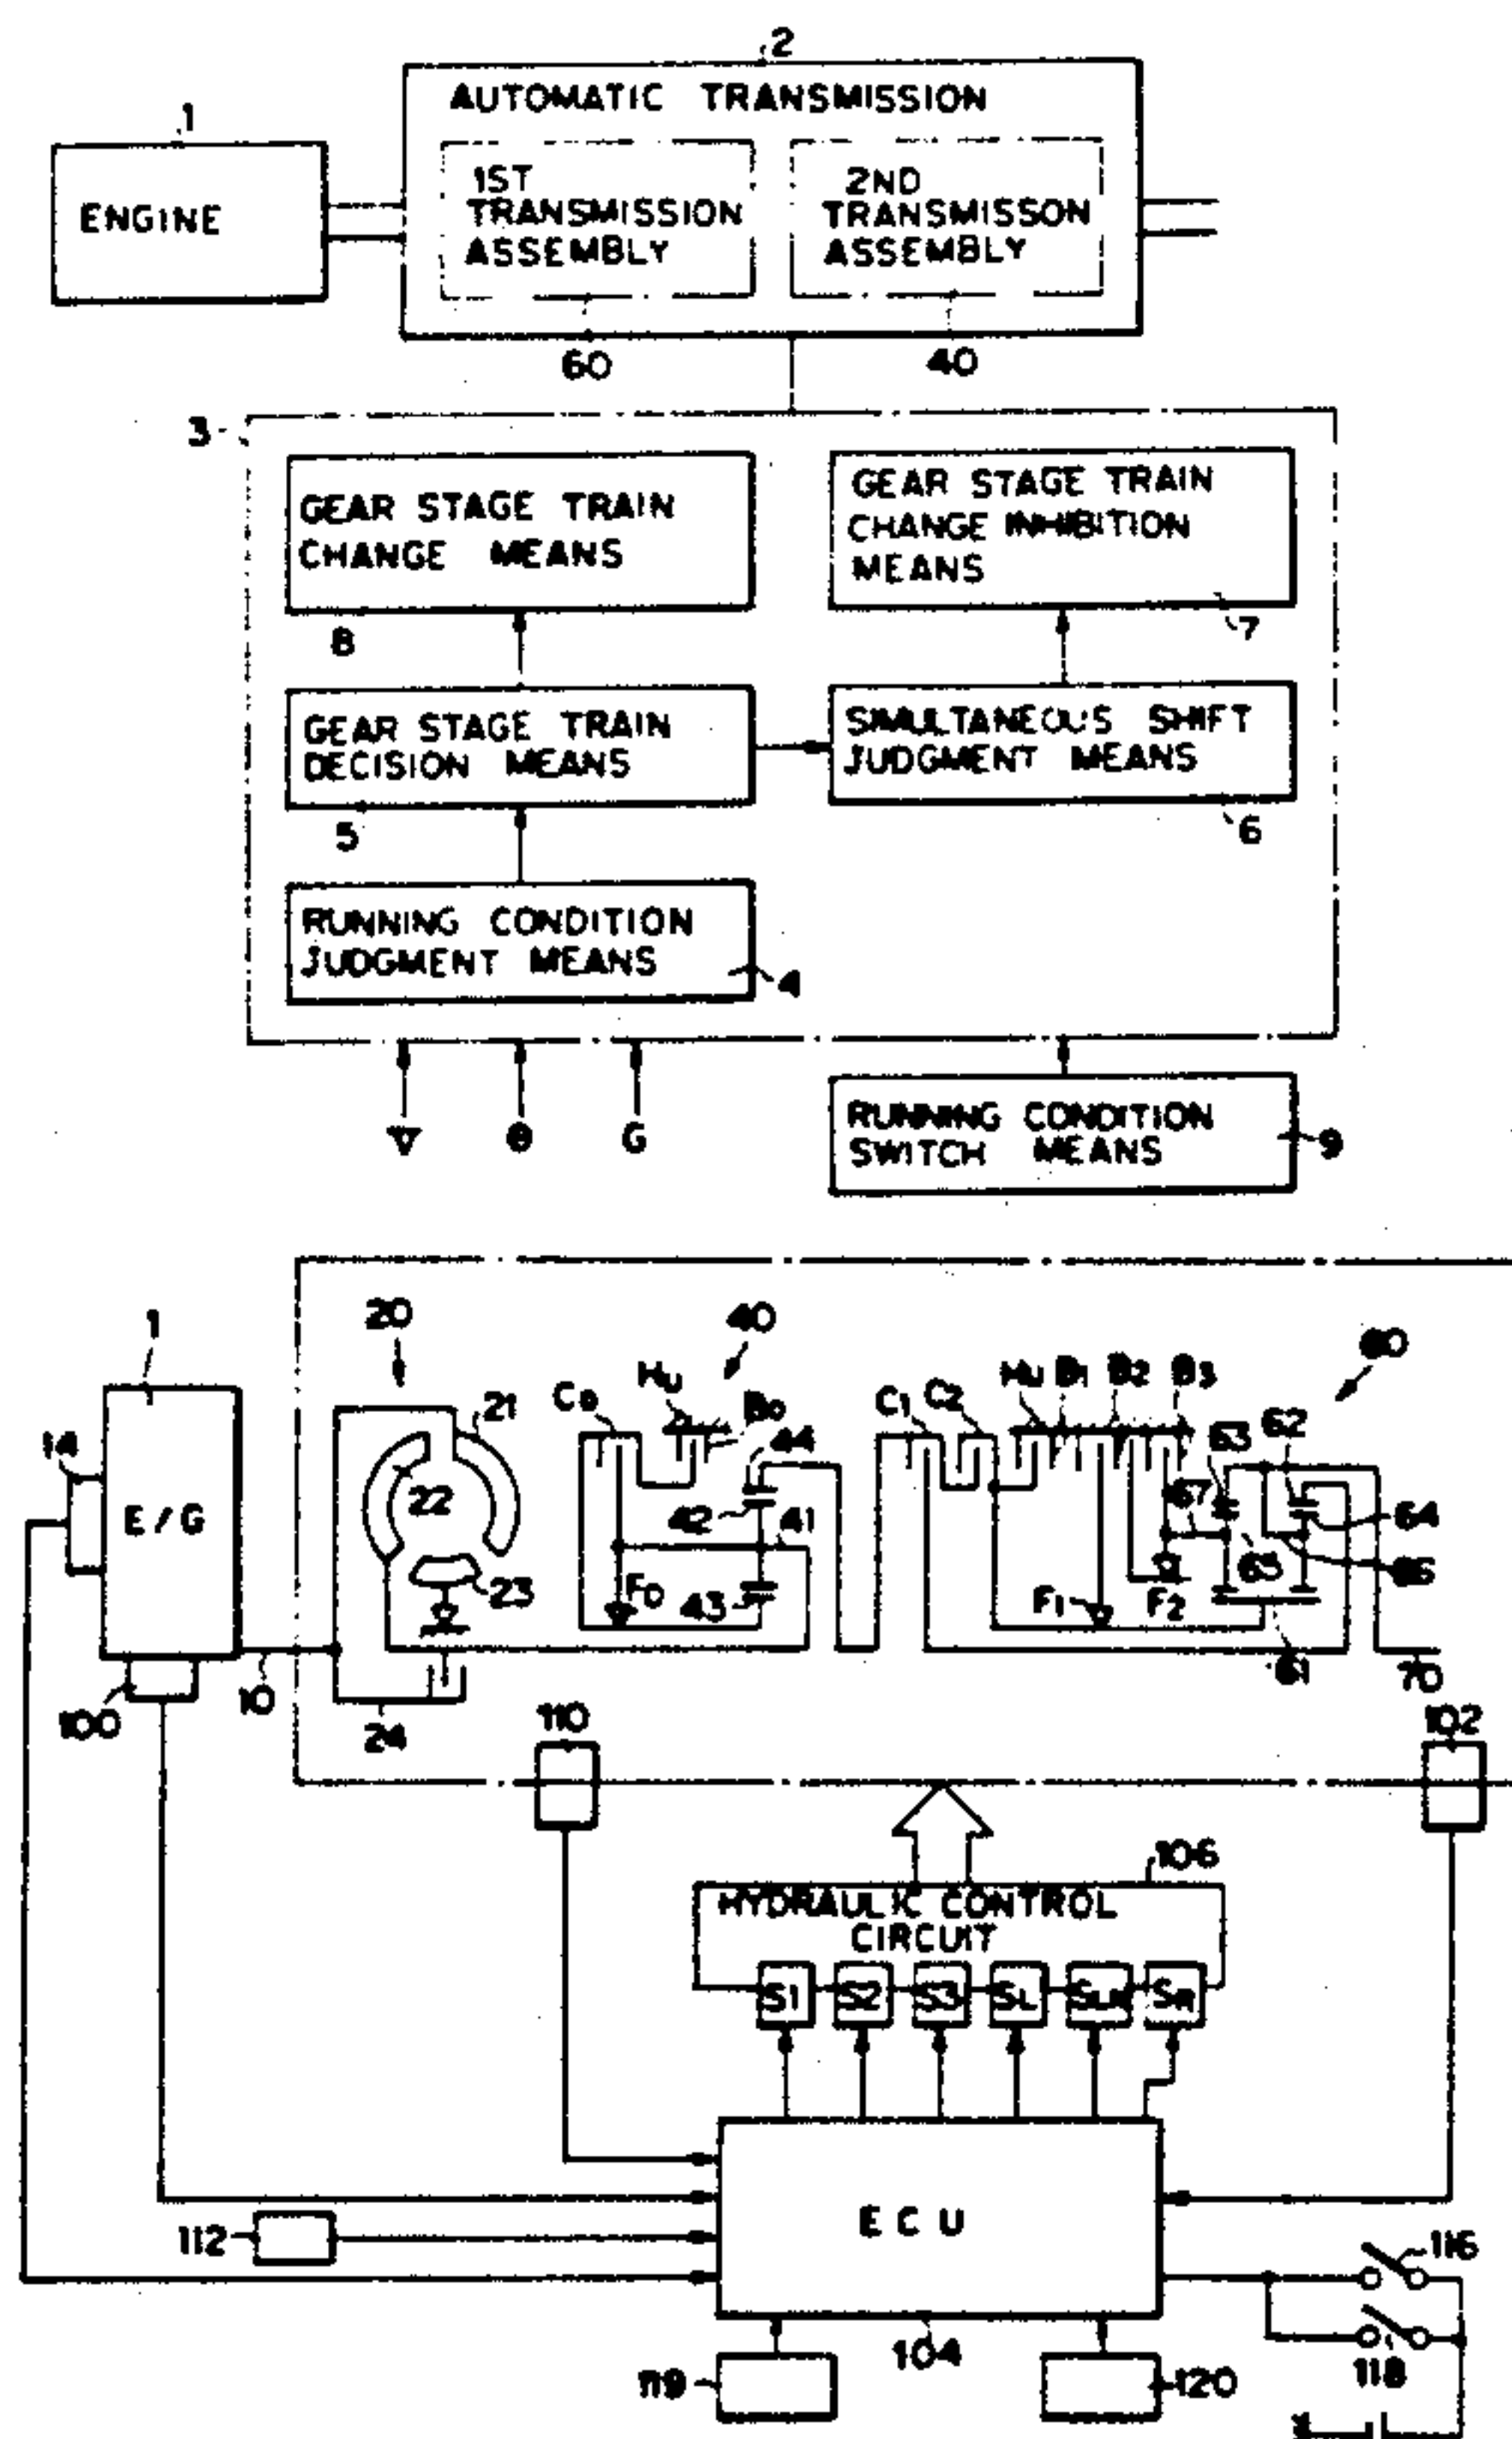 2
AUTOMATIC TRANSMISSION
1
ENGINE
1ST
TRANSMISSION
ASSEMBLY
2ND
TRANSMISSON
ASSEMBLY
60
40
3
GEAR STAGE TRAIN
CHANGE MEANS
8
GEAR STAGE TRAIN
CHANGE INHIBITION
MEANS
7
GEAR STAGE TRAIN
DECISION MEANS
5
SIMULTANEOUS SHIFT
JUDGMENT MEANS
6
RUNNING CONDITION
JUDGMENT MEANS
4
V
θ
G
RUNNING CONDITION
SWITCH MEANS
9
1
20
40
60
14
E/G
21
22
23
C0
Hu
B0
44
42
41
F0
43
C1
C2
Hu
B1
B2
B3
63
62
67
64
65
66
F1
F2
61
70
100
10
24
110
102
106
HYDRAULIC CONTROL
CIRCUIT
S1
S2
S3
SL
SLN
SR
ECU
112
116
118
119
104
120